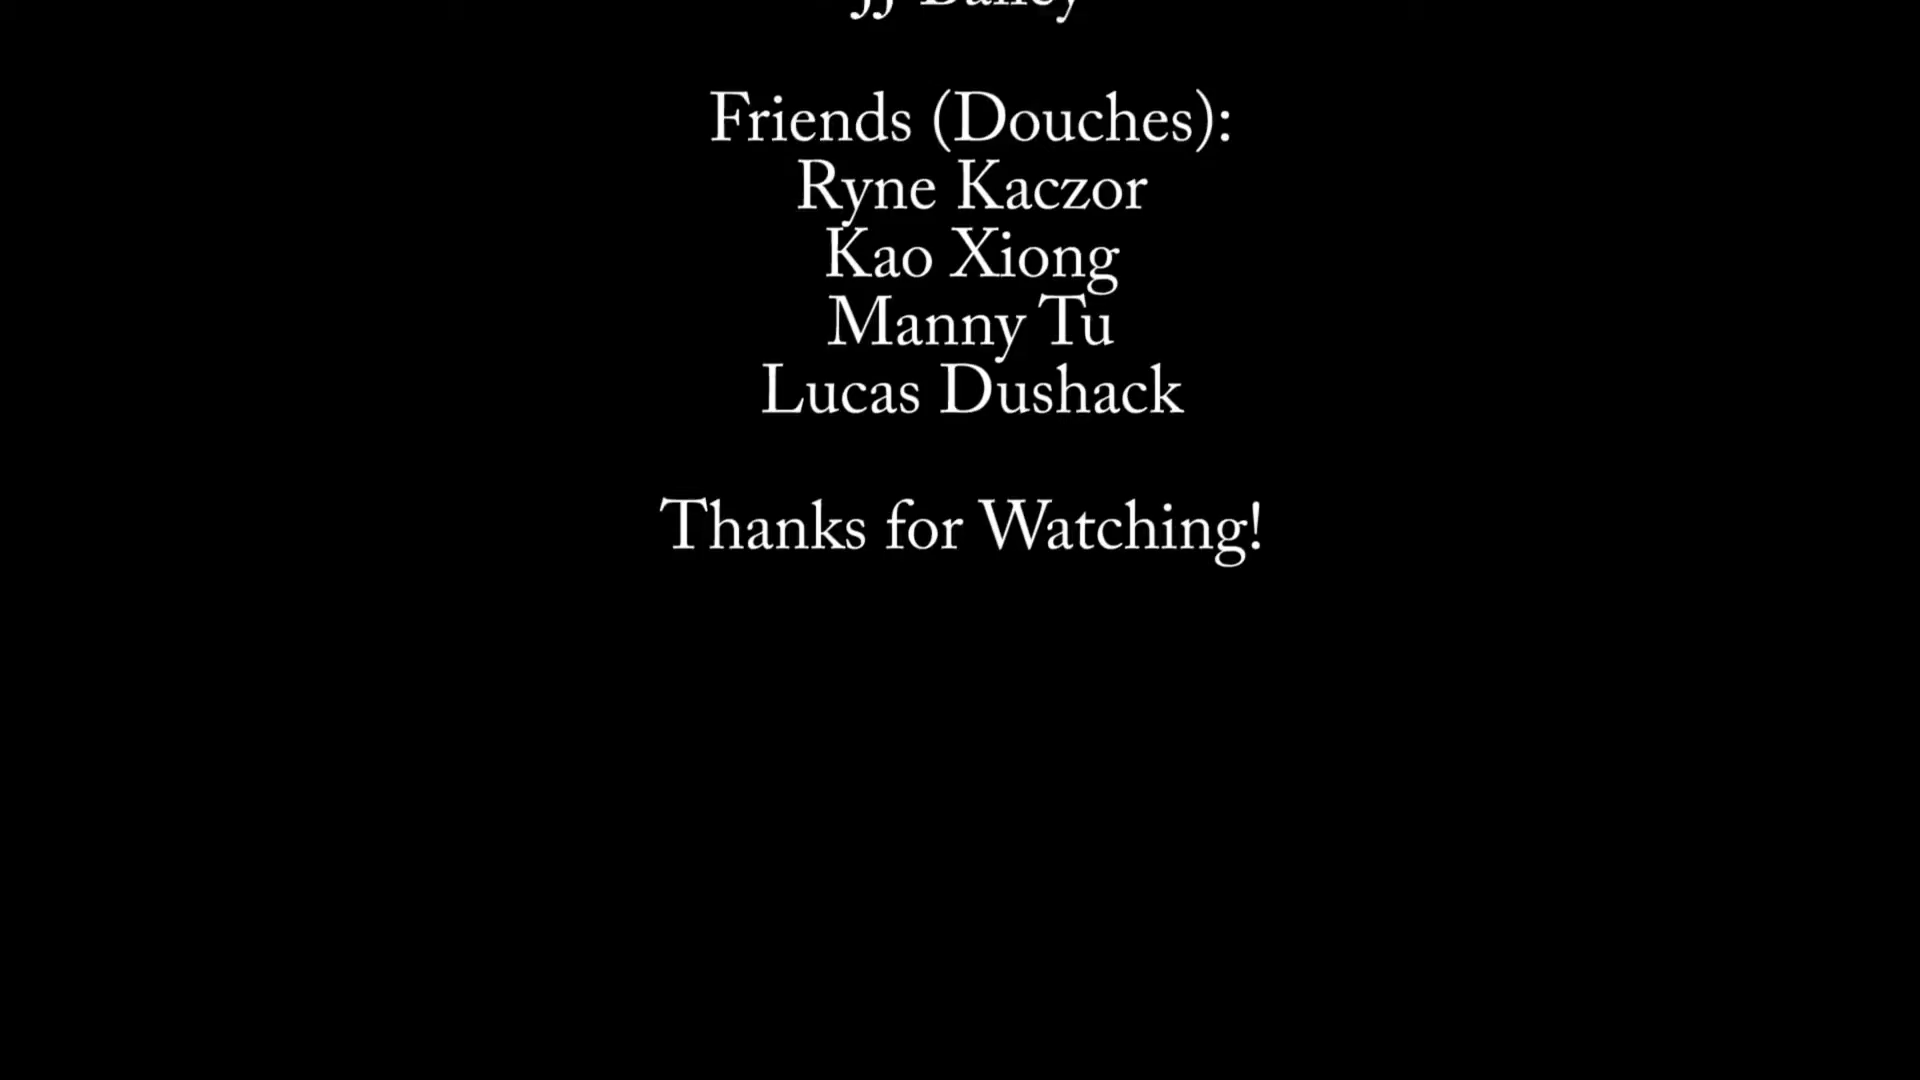 Friends (Douches):
Ryne Kaczor
Kao Xiong
Manny Tu
Lucas Dushack
Thanks for Watching!